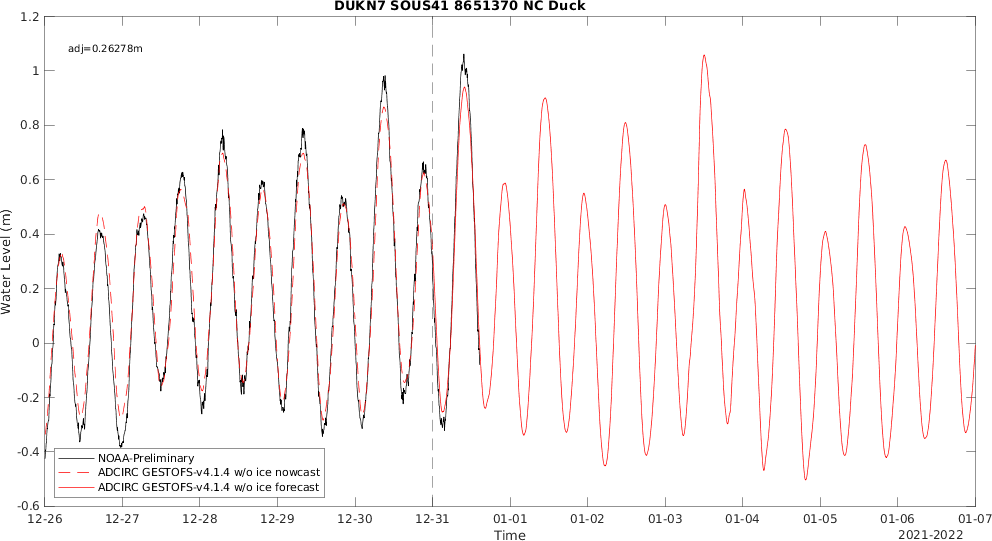 DUKN7 SOUS41 8651370 NC Duck
adj=0.26278m
Water Level (m)
1.2
1
0.8
0.6
0.4
0.2
0
-0.2
-0.4
-0.6
NOAA-Preliminary
ADCIRC GESTOFS-v4.1.4 w/o ice nowcast
ADCIRC GESTOFS-v4.1.4 w/o ice forecast
12-26 12-27 12-28 12-29 12-30 12-31 01-01 01-02 01-03 01-04 01-05 01-06 01-07
Time
2021-2022